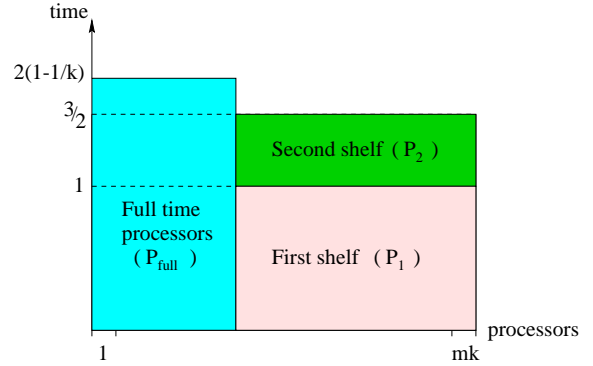 time
2(1-1/k)
3/2
Second shelf ( P2 )
1
Full time
processors
( Pfull )
First shelf ( P1 )
processors
1
mk